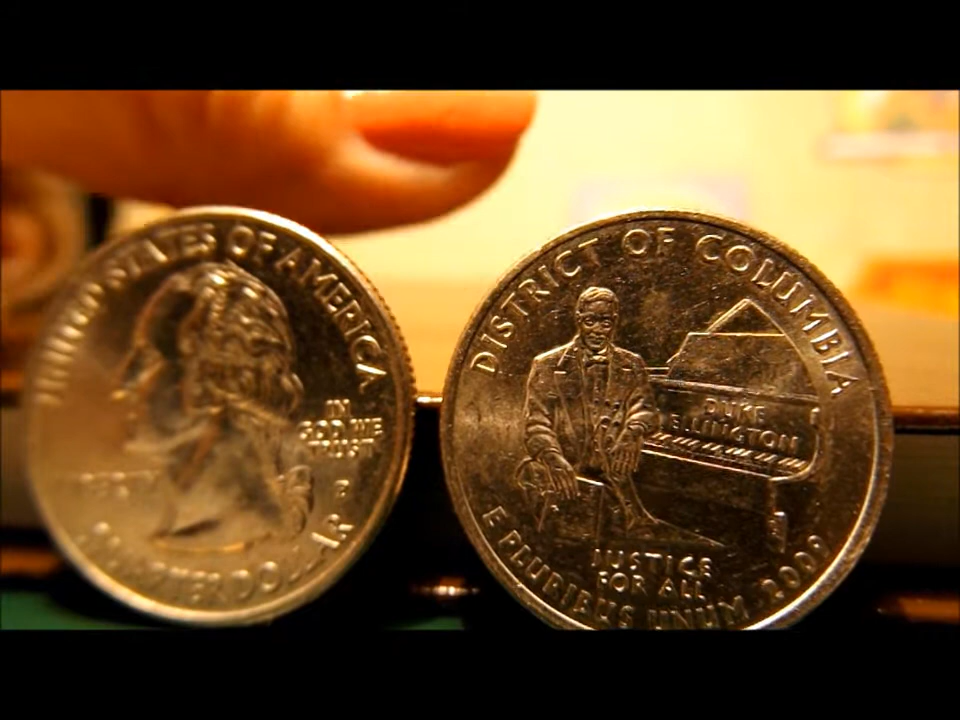 UNITED STATES OF AMERICA
IN
GOD WE
TRUST
LIBERTY
P
QUARTER DOLLAR
DISTRICT OF COLUMBIA
DUKE
ELLINGTON
JUSTICE
FOR ALL
E PLURIBUS UNUM 2009